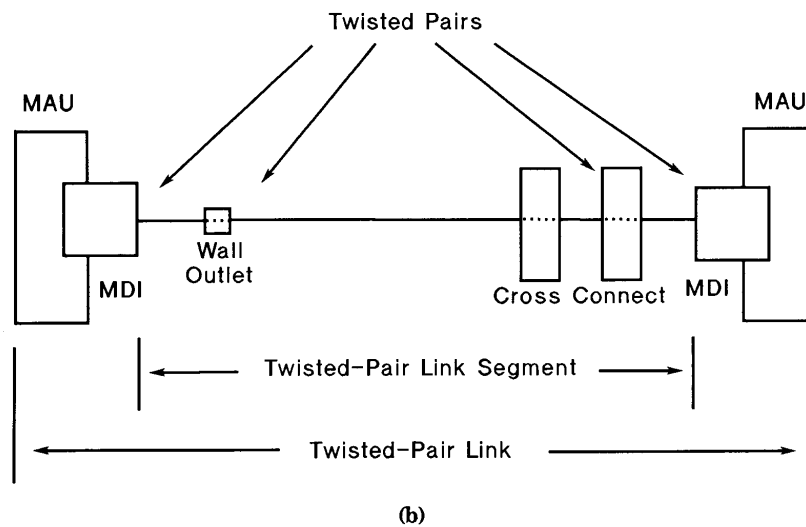 Twisted Pairs
MAU
MAU
Wall
Outlet
MDI
Cross Connect
MDI
Twisted-Pair Link Segment
Twisted-Pair Link
(b)